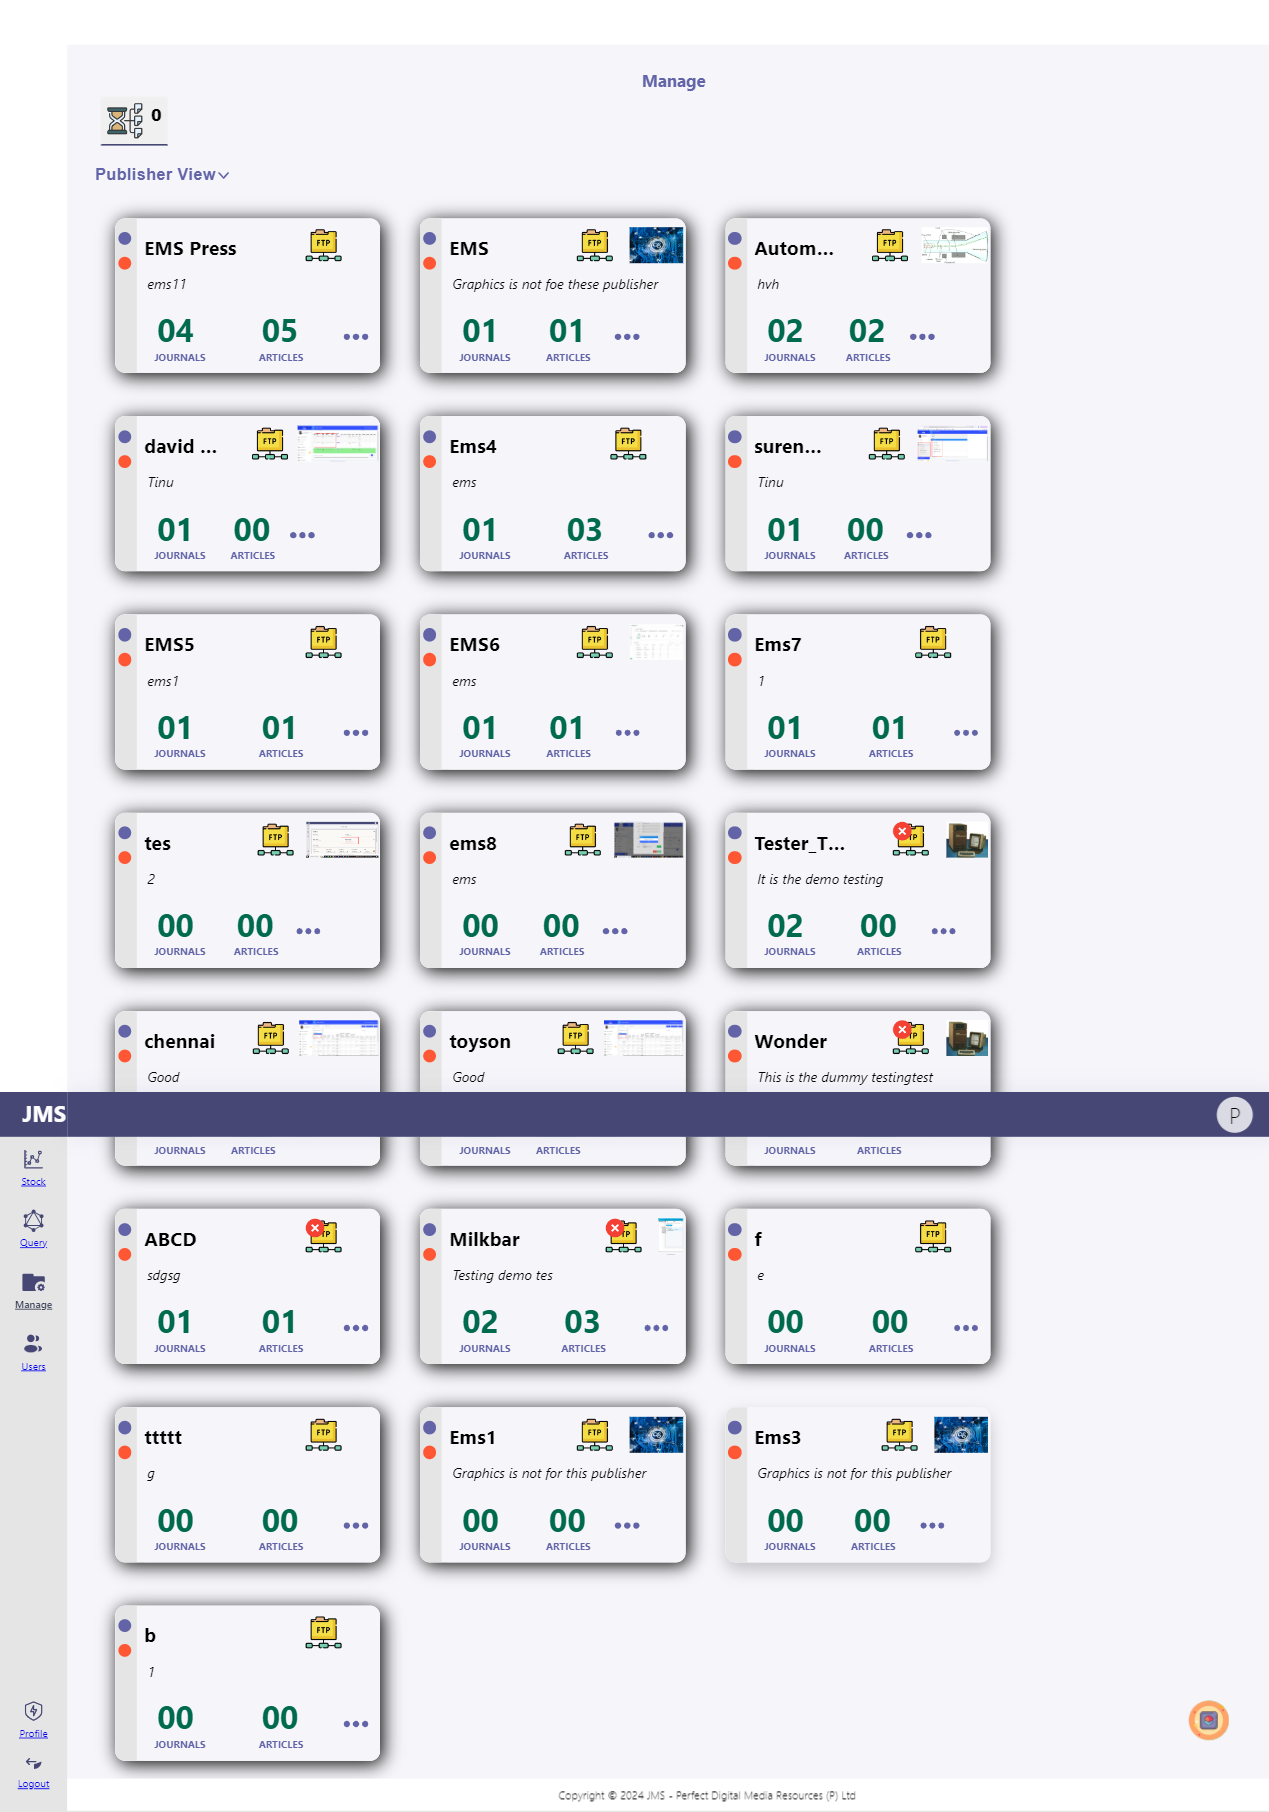 Manage
0
Publisher View
EMS Press FTP
ems11
04 05
JOURNALS ARTICLES
EMS FTP
Graphics is not foe these publisher
01 01
JOURNALS ARTICLES
Autom... FTP
hvh
02 02
JOURNALS ARTICLES
david ... FTP
Tinu
01 00
JOURNALS ARTICLES
Ems4 FTP
ems
01 03
JOURNALS ARTICLES
suren... FTP
Tinu
01 00
JOURNALS ARTICLES
EMS5 FTP
ems1
01 01
JOURNALS ARTICLES
EMS6 FTP
ems
01 01
JOURNALS ARTICLES
Ems7 FTP
1
01 01
JOURNALS ARTICLES
tes FTP
2
00 00
JOURNALS ARTICLES
ems8 FTP
ems
00 00
JOURNALS ARTICLES
Tester_T... FTP
It is the demo testing
02 00
JOURNALS ARTICLES
chennai FTP
Good
toyson FTP
Good
Wonder FTP
This is the dummy testingtest
JMS P
JOURNALS ARTICLES
JOURNALS ARTICLES
JOURNALS ARTICLES
Stock
Query
Manage
Users
ABCD TP
sdgsg
01 01
JOURNALS ARTICLES
Milkbar TP
Testing demo tes
02 03
JOURNALS ARTICLES
f FTP
e
00 00
JOURNALS ARTICLES
ttttt FTP
g
00 00
JOURNALS ARTICLES
Ems1 FTP
Graphics is not for this publisher
00 00
JOURNALS ARTICLES
Ems3 FTP
Graphics is not for this publisher
00 00
JOURNALS ARTICLES
b FTP
1
00 00
JOURNALS ARTICLES
Profile
Logout
Copyright © 2024 JMS - Perfect Digital Media Resources (P) Ltd